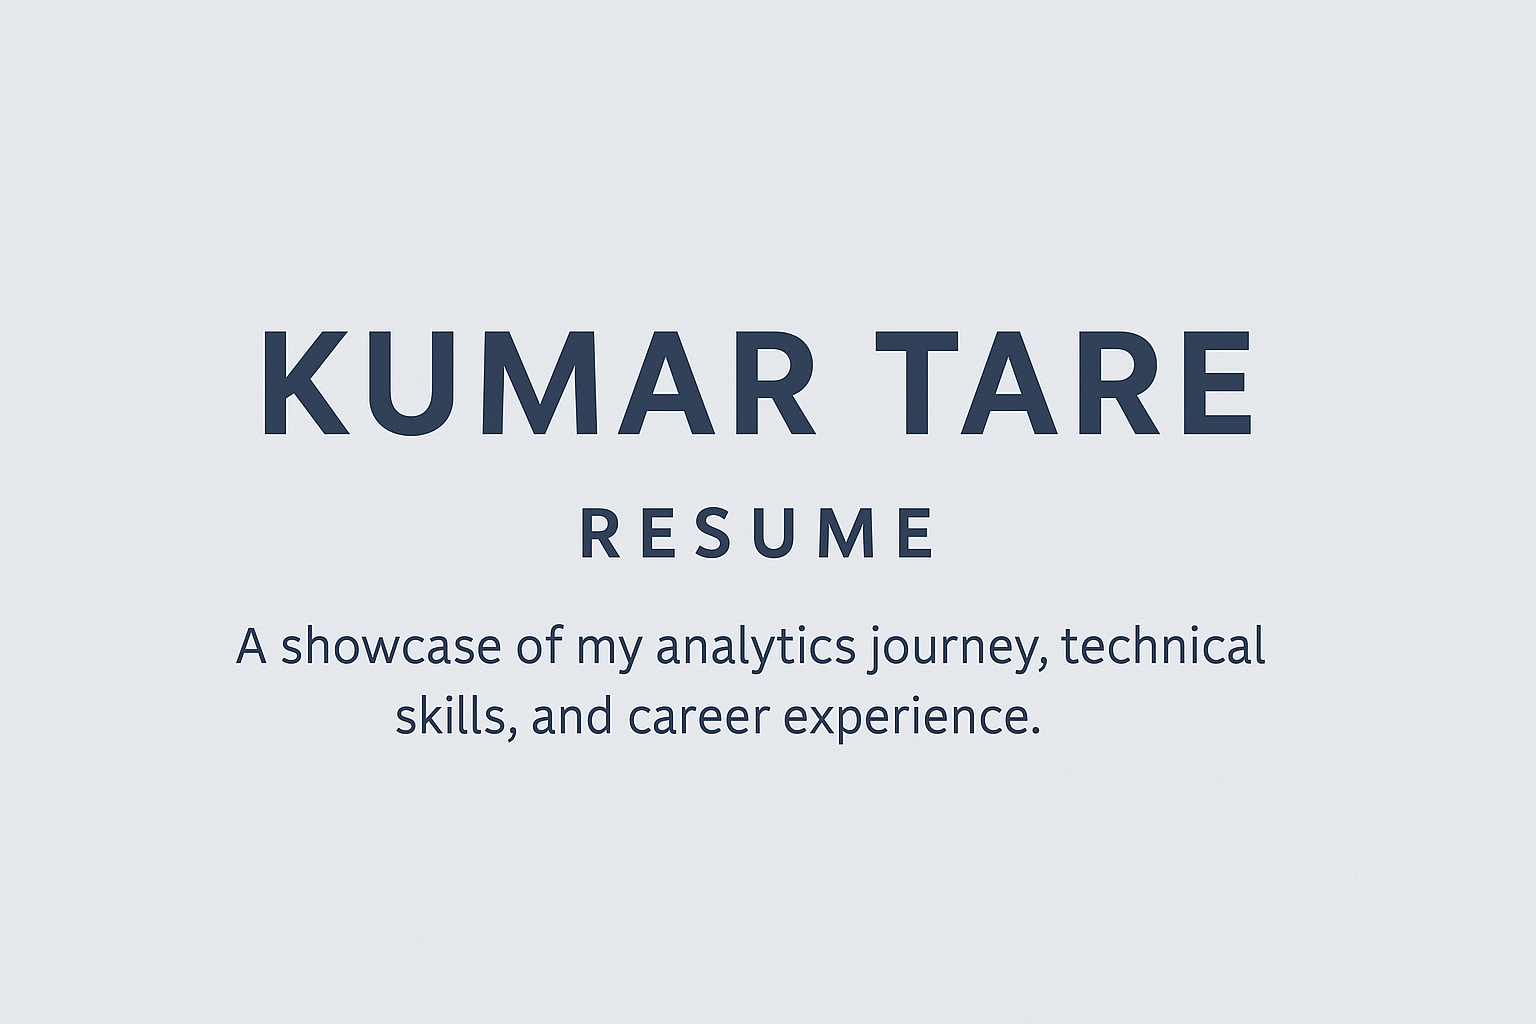 KUMAR TARE
RESUME
A showcase of my analytics journey, technical
skills, and career experience.